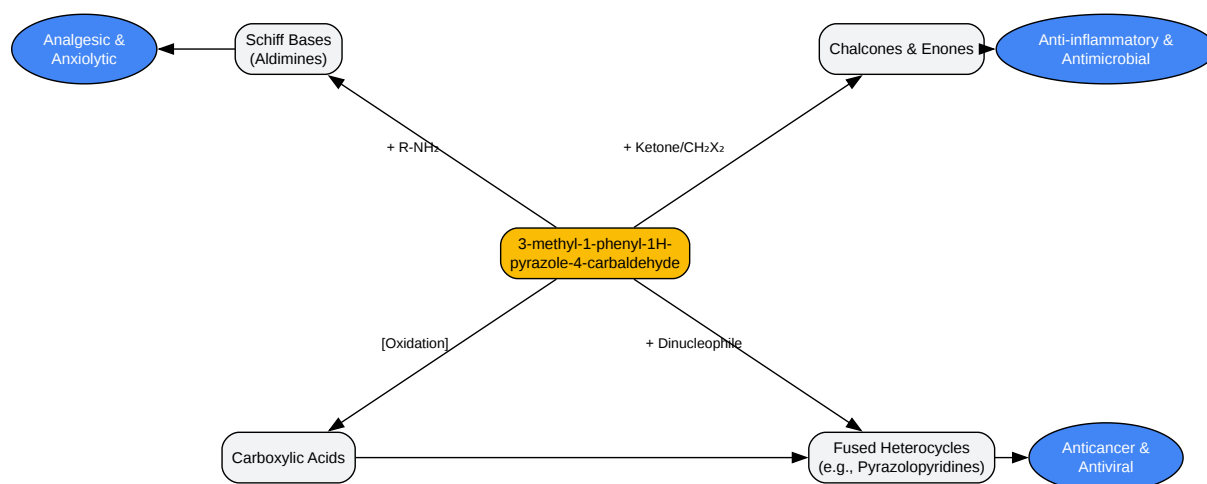 Analgesic &
Anxiolytic
Schiff Bases
(Aldimines)
Chalcones & Enones
Anti-inflammatory &
Antimicrobial
+ R-NH₂
+ Ketone/CH₂X₂
3-methyl-1-phenyl-1H-
pyrazole-4-carbaldehyde
[Oxidation]
+ Dinucleophile
Carboxylic Acids
Fused Heterocycles
(e.g., Pyrazolopyridines)
Anticancer &
Antiviral